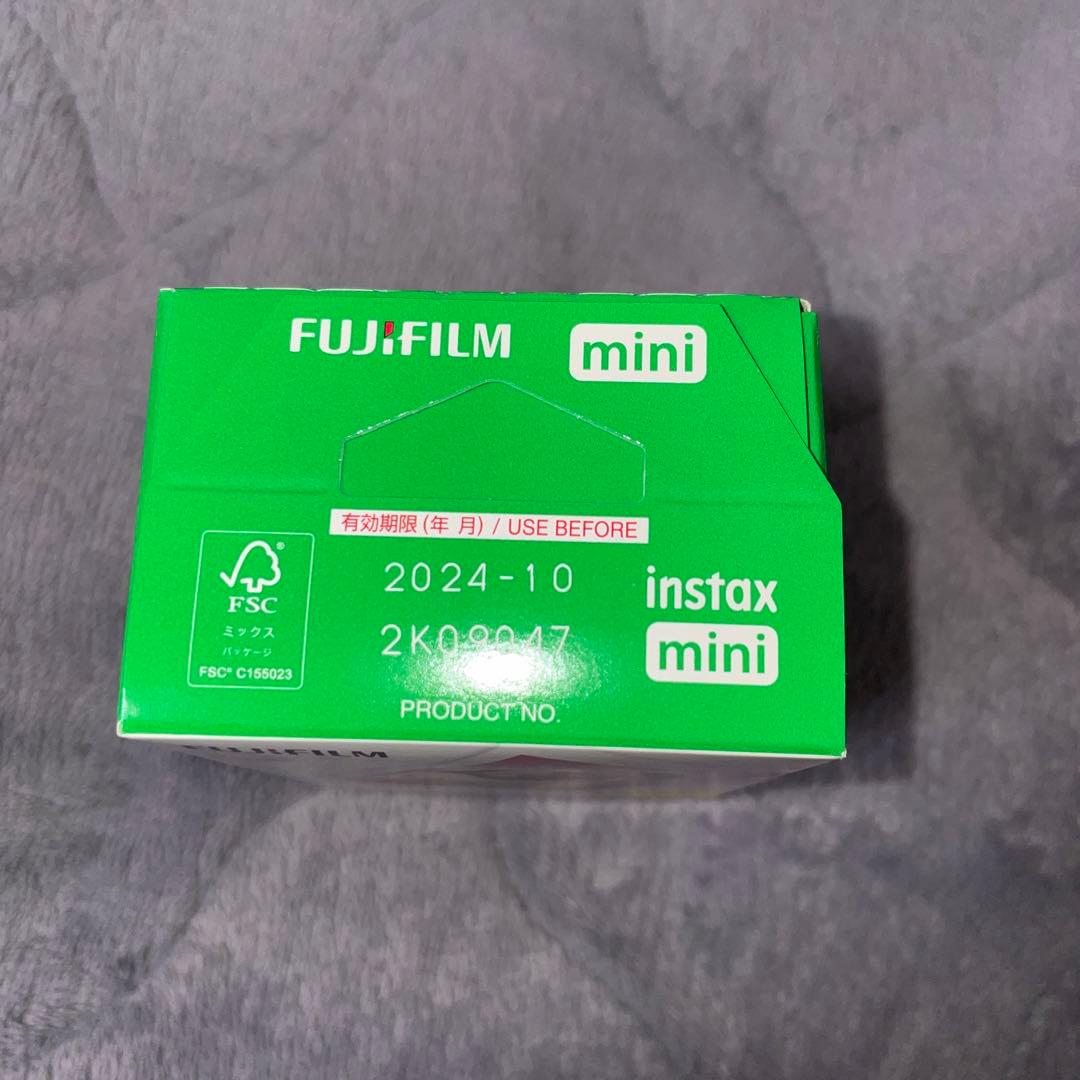 FUJIFILM mini
有効期限(年 月) / USE BEFORE
2024-10
2K09047
PRODUCT NO.
FSC
ミックス
パッケージ
FSC® C155023
instax
mini
FUJIFILM